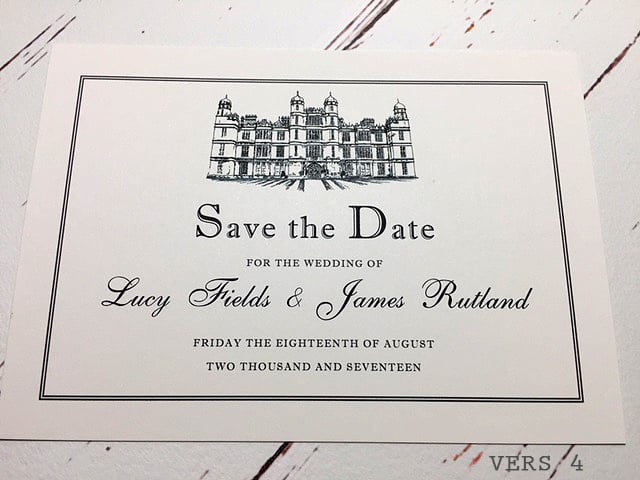 Save the Date
FOR THE WEDDING OF
Lucy Fields & James Rutland
FRIDAY THE EIGHTEENTH OF AUGUST
TWO THOUSAND AND SEVENTEEN
VERS 4